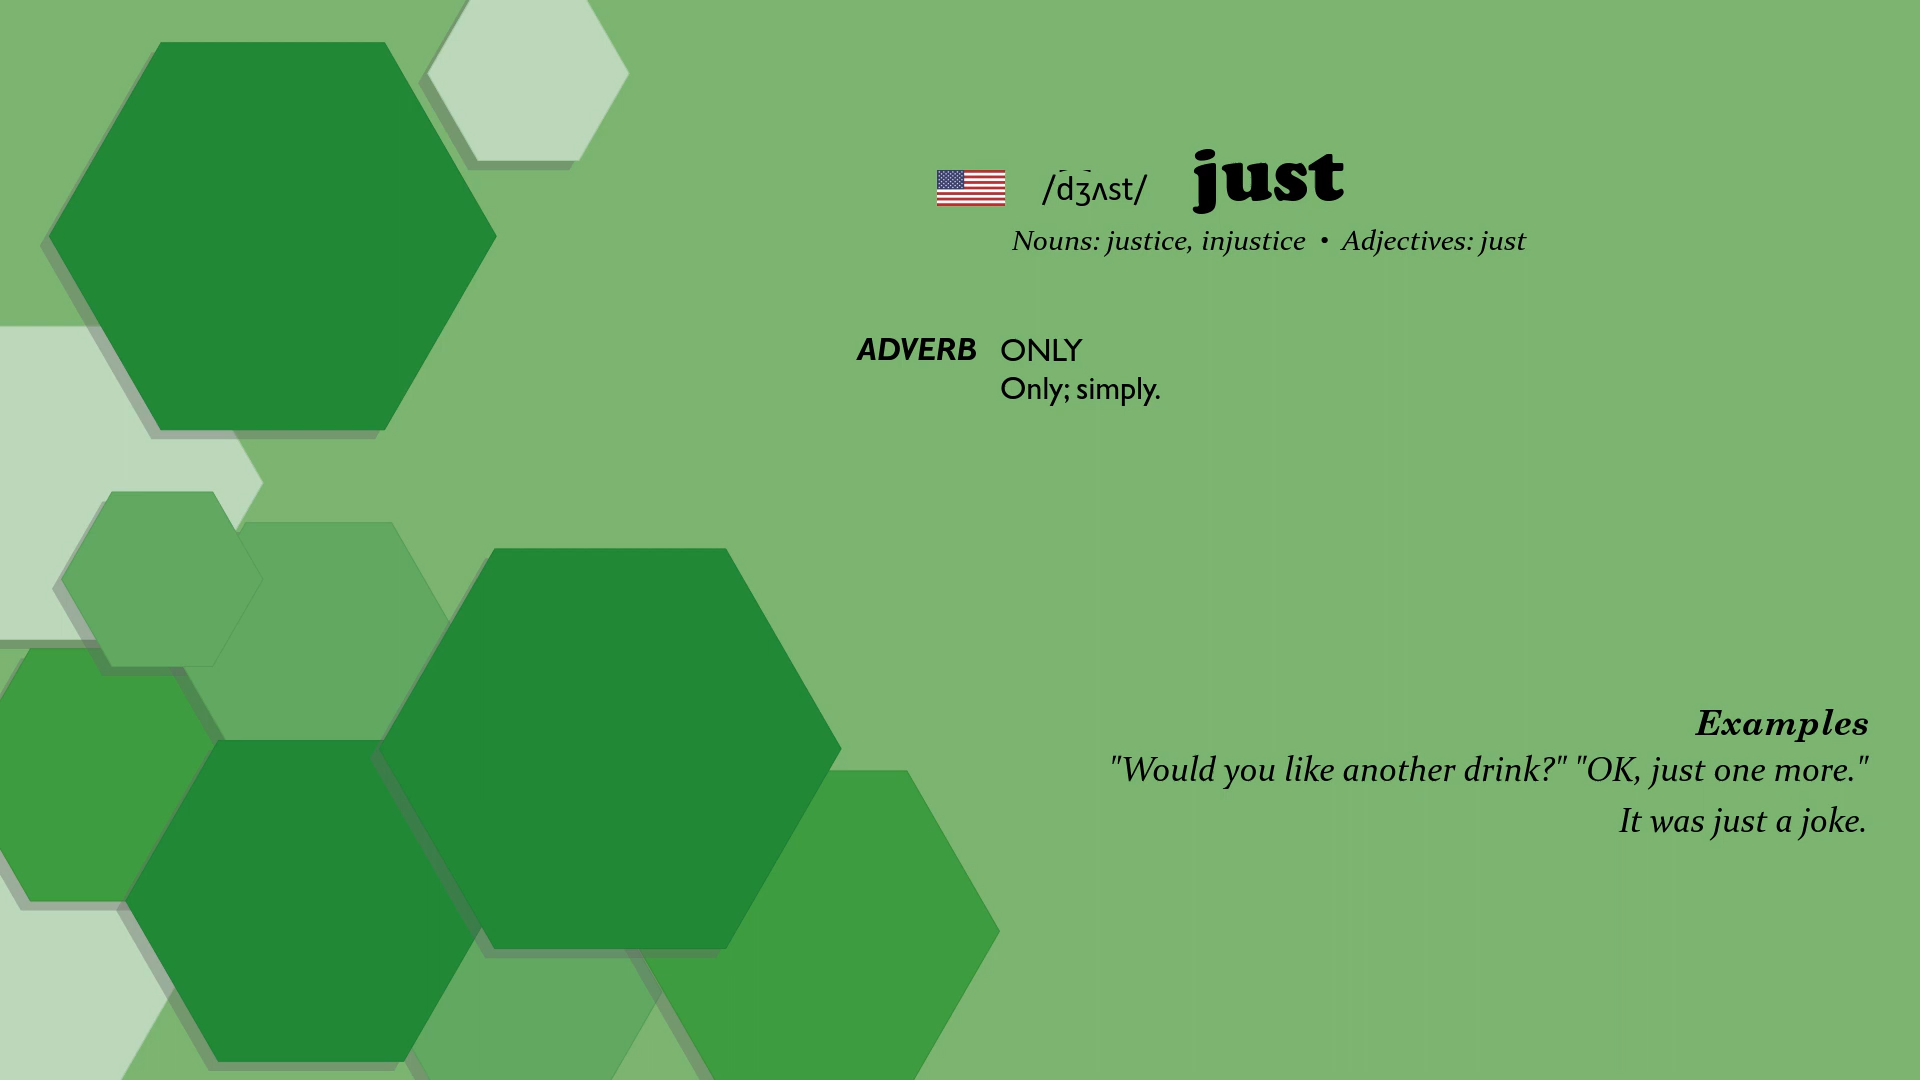 /dʒʌst/ just
Nouns: justice, injustice • Adjectives: just
ADVERB ONLY
Only; simply.
Examples
"Would you like another drink?" "OK, just one more."
It was just a joke.